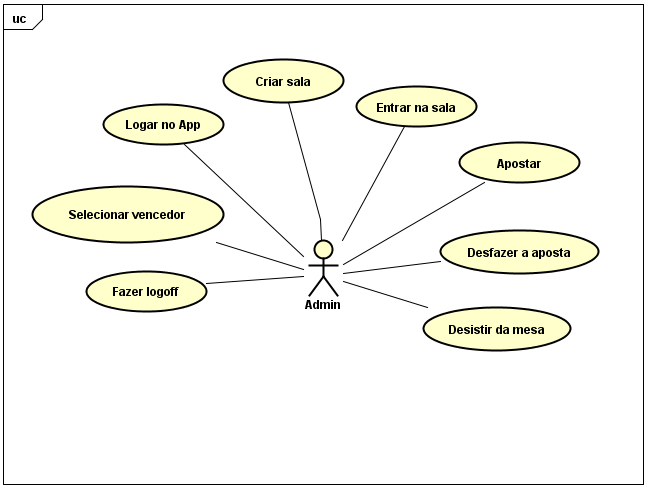 uc
Criar sala
Entrar na sala
Logar no App
Apostar
Selecionar vencedor
Desfazer a aposta
Fazer logoff
Admin
Desistir da mesa